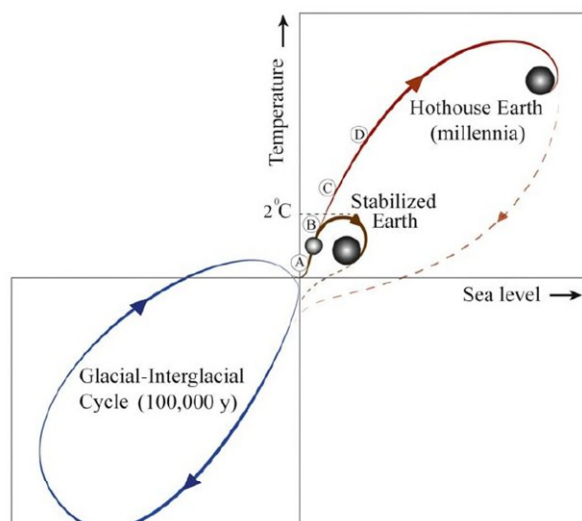 Temperature
Hothouse Earth
(millennia)
D
C
2°C
Stabilized
Earth
B
A
Sea level
Glacial-Interglacial
Cycle (100,000 y)